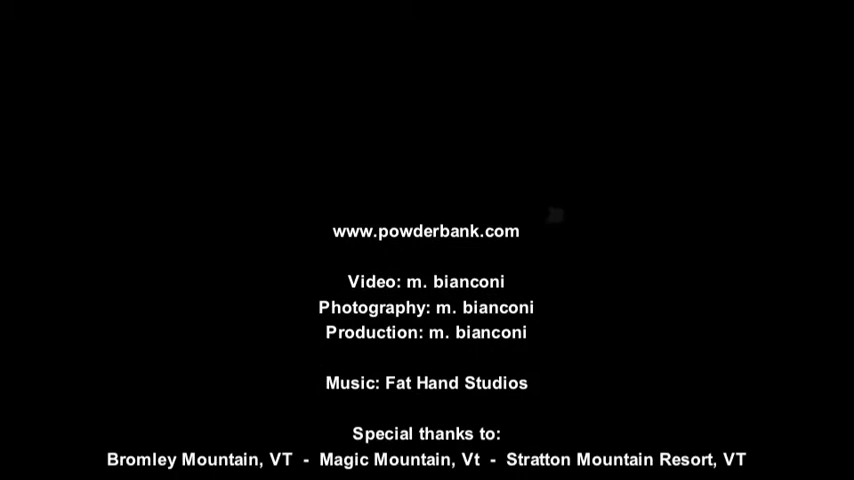 www.powderbank.com
Video: m. bianconi
Photography: m. bianconi
Production: m. bianconi
Music: Fat Hand Studios
Special thanks to:
Bromley Mountain, VT - Magic Mountain, Vt - Stratton Mountain Resort, VT